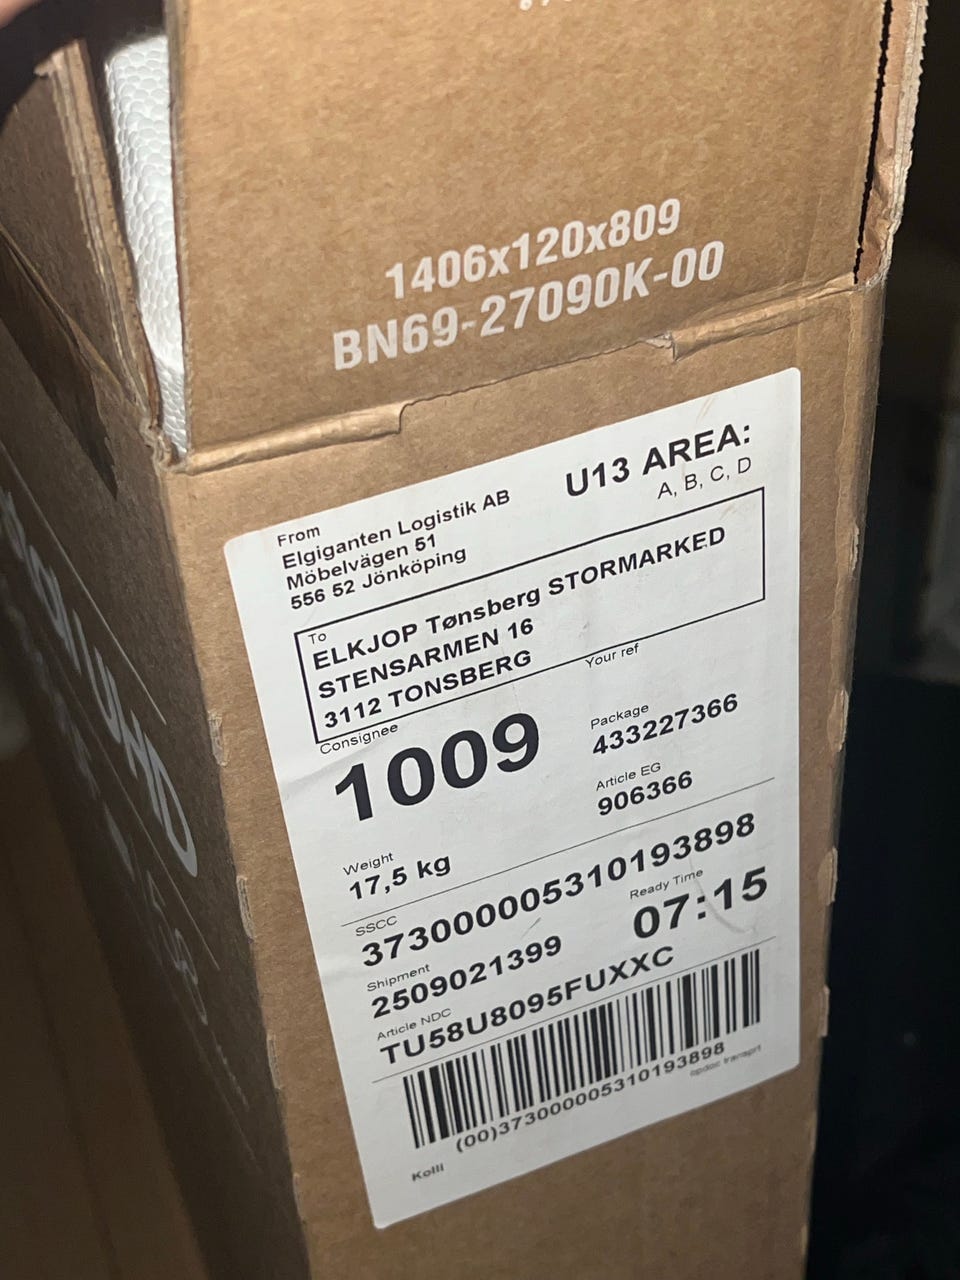 1406x120x809
BN69-27090K-00
From
Elgiganten Logistik AB
Möbelvägen 51
556 52 Jönköping
U13 AREA:
A, B, C, D
To
ELKJOP Tønsberg STORMARKED
STENSARMEN 16
3112 TONSBERG
Consignee
Your ref
1009
Package
433227366
Article EG
906366
Weight
17,5 kg
SSCC
373000005310193898
Shipment
2509021399
Ready Time
07:15
Article NDC
TU58U8095FUXXC
(00)373000005310193898
Kolli